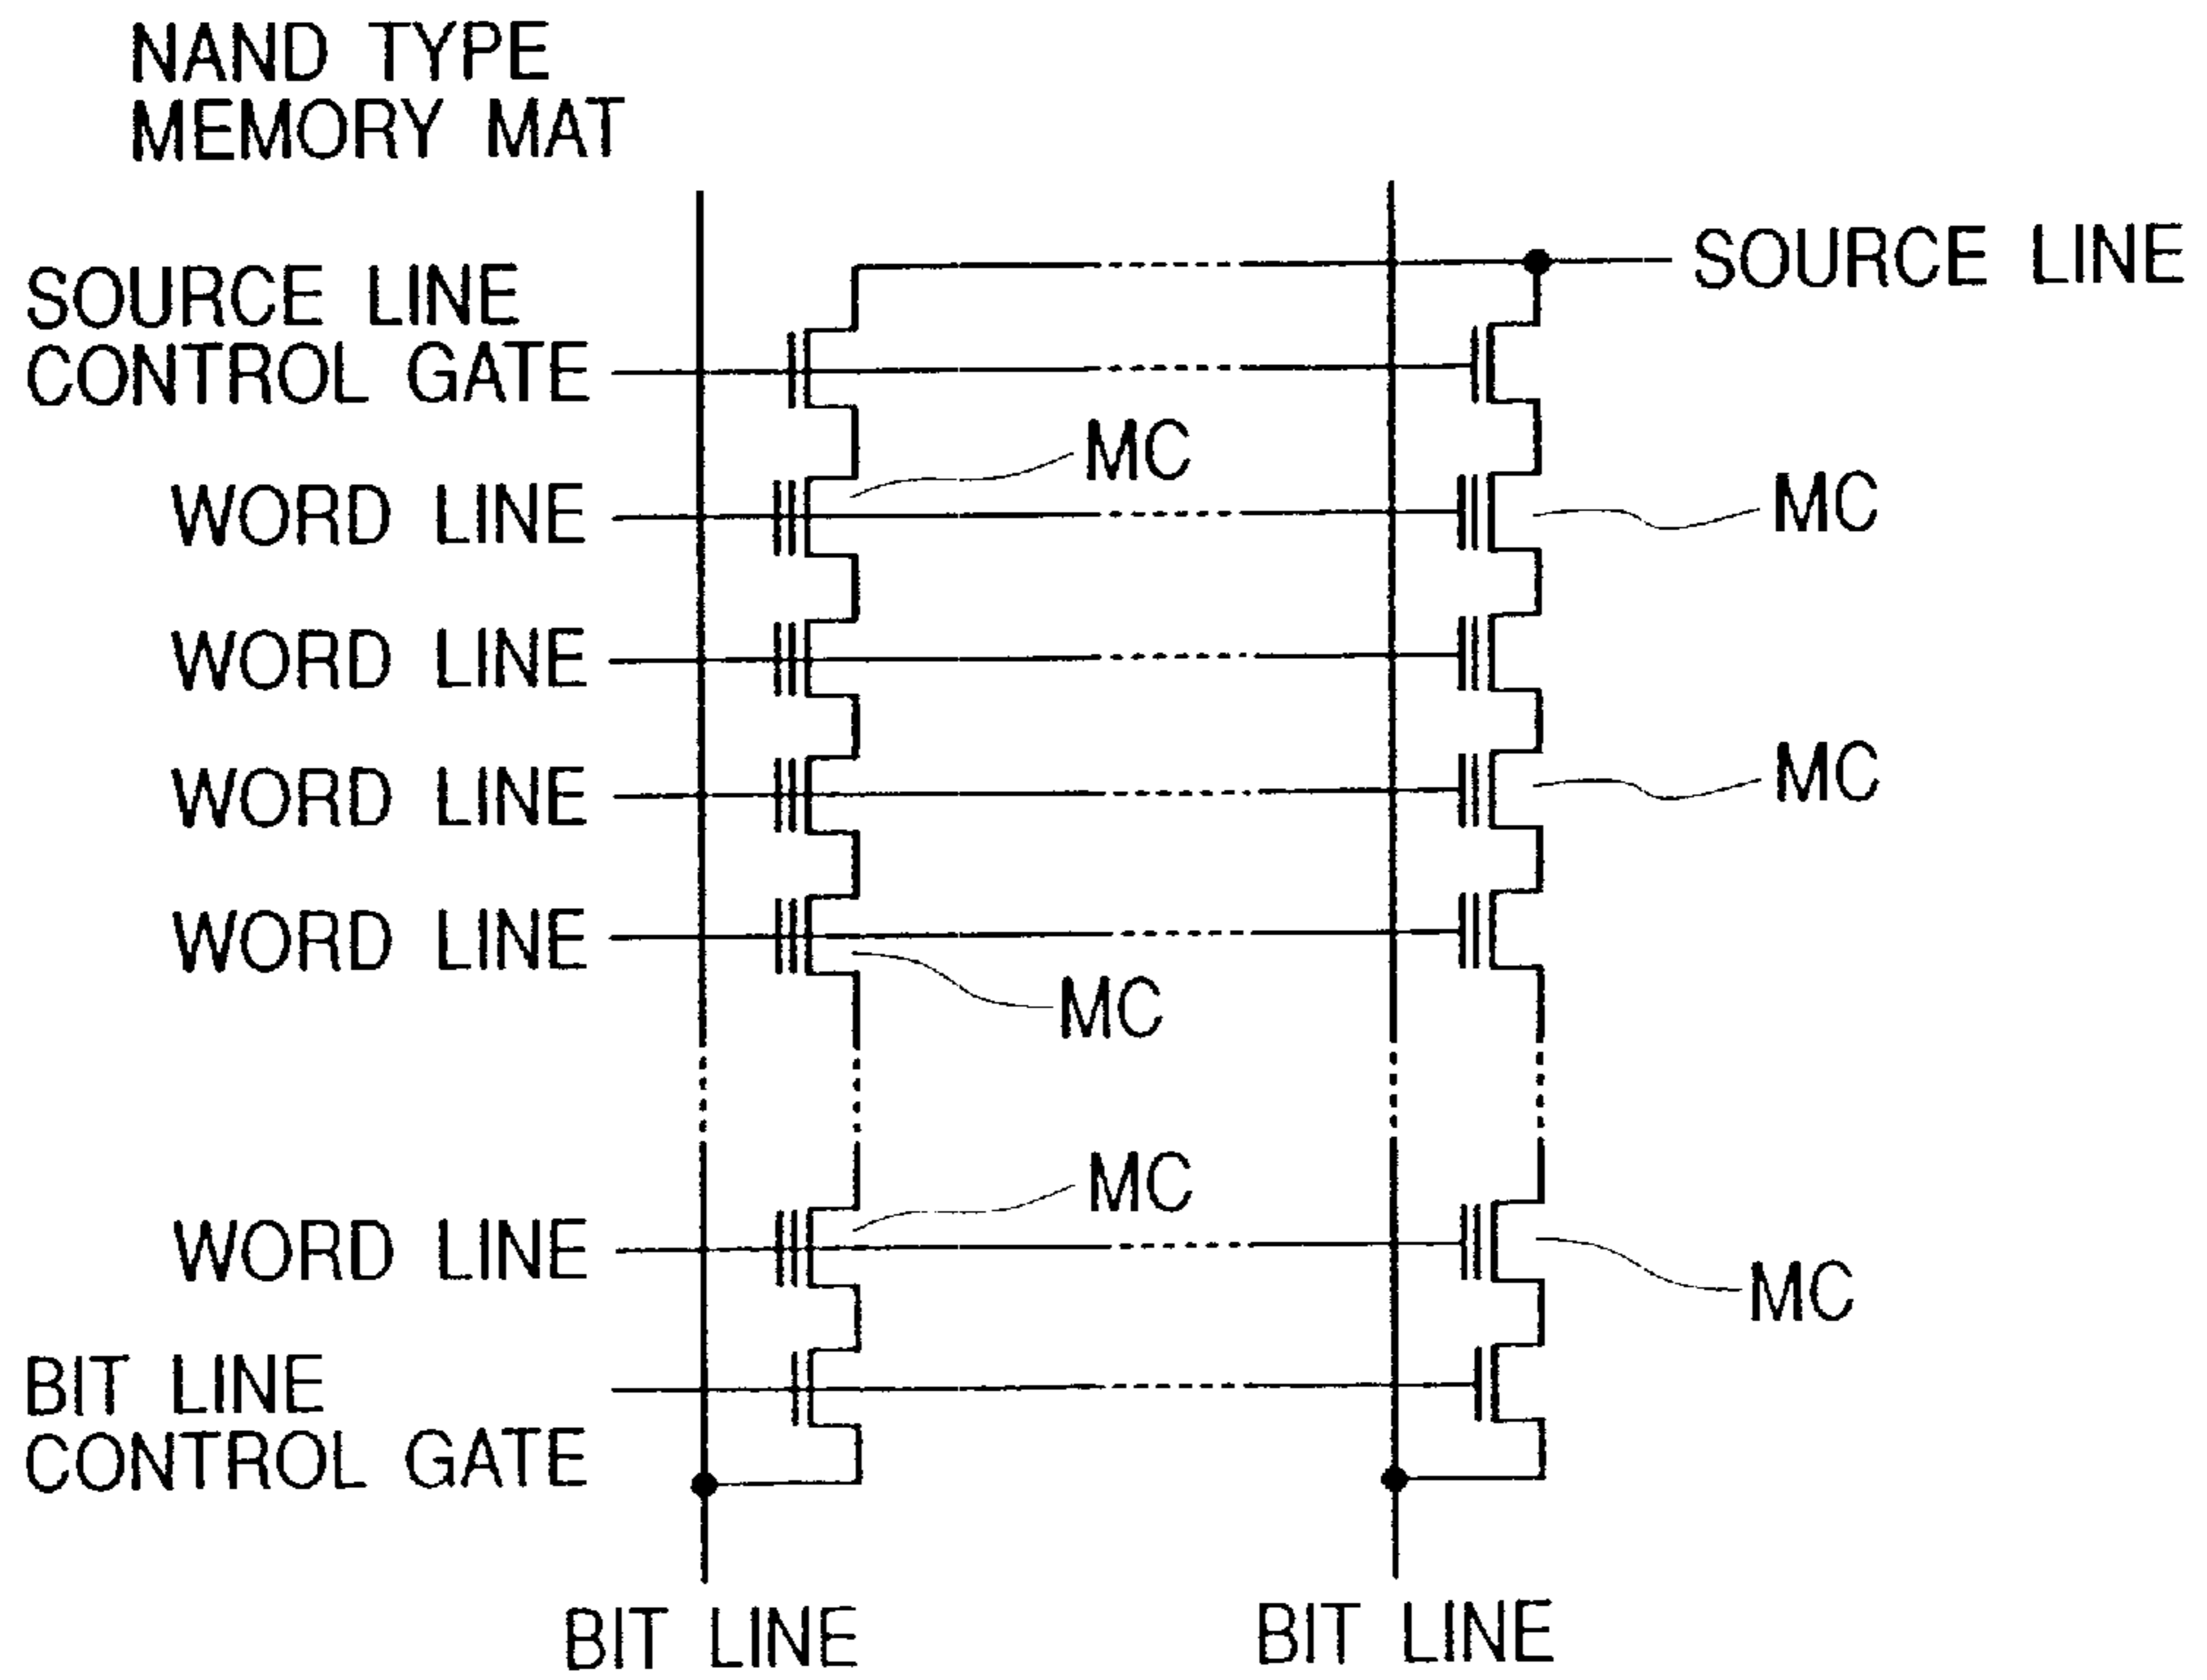 NAND TYPE
MEMORY MAT
SOURCE LINE
SOURCE LINE
CONTROL GATE
MC
WORD LINE
MC
WORD LINE
WORD LINE
MC
WORD LINE
MC
MC
WORD LINE
MC
BIT LINE
CONTROL GATE
BIT LINE
BIT LINE